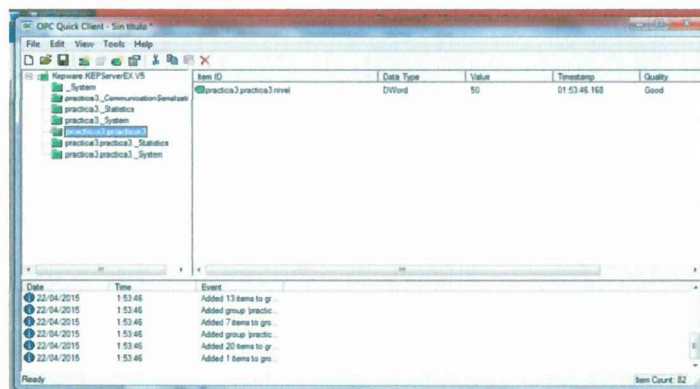 OPC Quick Client - Sin título *
File Edit View Tools Help
Kepware.KEPServerEX.V5
_System
practica3._CommunicationSerializati
practica3._Statistics
practica3._System
practica3.practica3
practica3.practica3._Statistics
practica3.practica3._System
Item ID Data Type Value Timestamp Quality
practica3.practica3.nivel DWord 50 01:53:46.168 Good
Date Time Event
22/04/2015 1:53:46 Added 13 items to gr...
22/04/2015 1:53:46 Added group 'practic...
22/04/2015 1:53:46 Added 7 items to gro...
22/04/2015 1:53:46 Added group 'practic...
22/04/2015 1:53:46 Added 20 items to gro...
22/04/2015 1:53:46 Added 1 items to gro...
Ready Item Count: 82